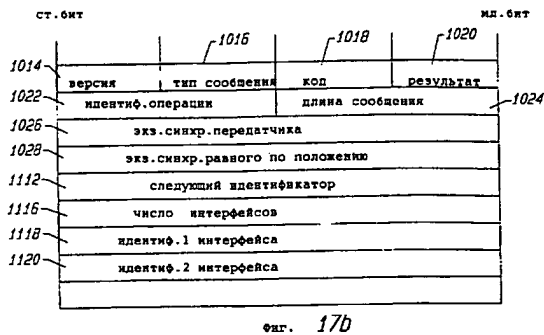 ст.бит мл.бит
1016 1018 1020
1014 версия тип сообщения код результат
1022 идентиф.операции длина сообщения 1024
1026 экз.синхр.передатчика
1028 экз.синхр.равного по положению
1112 следующий идентификатор
1116 число интерфейсов
1118 идентиф.1 интерфейса
1120 идентиф.2 интерфейса
фиг. 17b